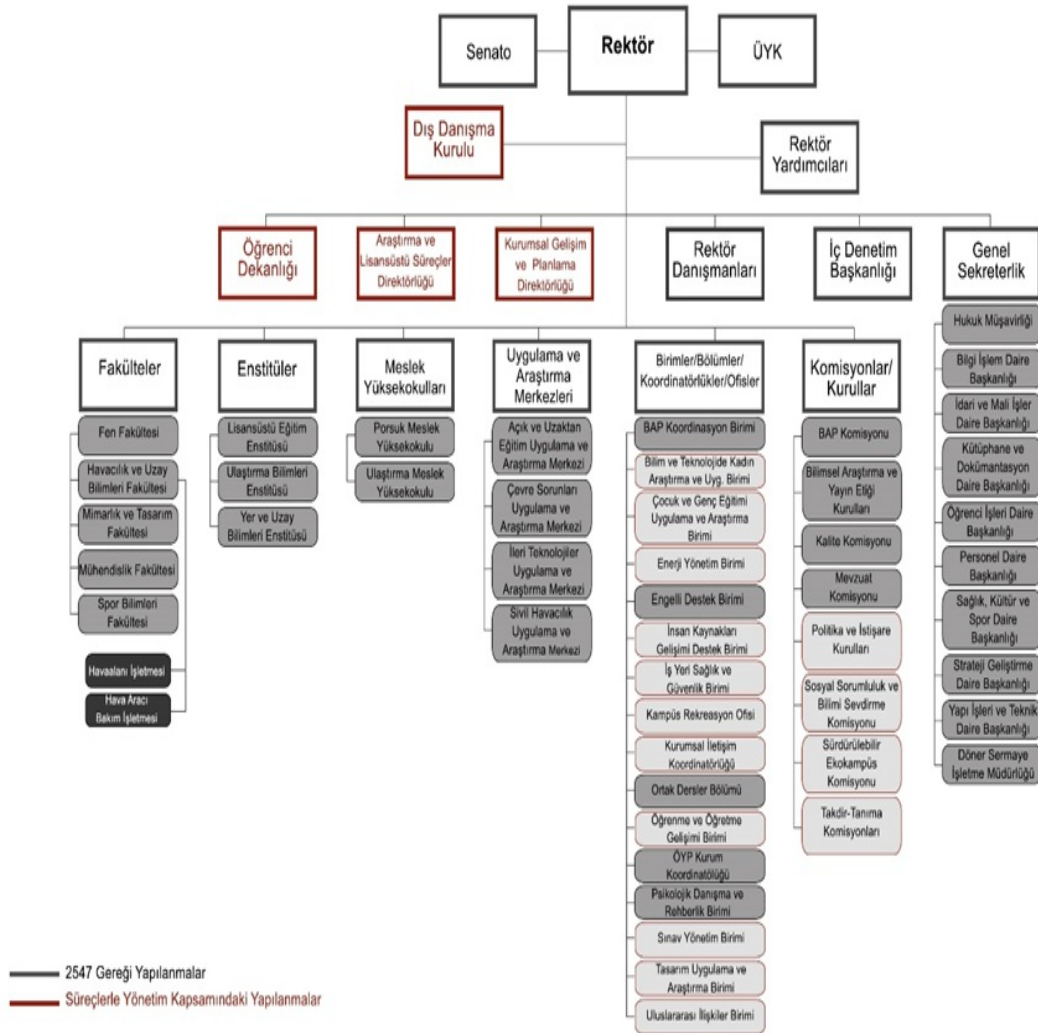 Senato
Rektör
ÜYK
Dış Danışma
Kurulu
Rektör
Yardımcıları
Öğrenci
Dekanlığı
Araştırma ve
Lisansüstü Süreçler
Direktörlüğü
Kurumsal Gelişim
ve Planlama
Direktörlüğü
Rektör
Danışmanları
İç Denetim
Başkanlığı
Genel
Sekreterlik
Fakülteler
Fen Fakültesi
Havacılık ve Uzay
Bilimleri Fakültesi
Mimarlık ve Tasarım
Fakültesi
Mühendislik Fakültesi
Spor Bilimleri
Fakültesi
Havaalanı İşletmesi
Hava Aracı
Bakım İşletmesi
Enstitüler
Lisansüstü Eğitim
Enstitüsü
Ulaştırma Bilimleri
Enstitüsü
Yer ve Uzay
Bilimleri Enstitüsü
Meslek
Yüksekokulları
Porsuk Meslek
Yüksekokulu
Ulaştırma Meslek
Yüksekokulu
Uygulama ve
Araştırma
Merkezleri
Açık ve Uzaktan
Eğitim Uygulama ve
Araştırma Merkezi
Çevre Sorunları
Uygulama ve
Araştırma Merkezi
İleri Teknolojiler
Uygulama ve
Araştırma Merkezi
Sivil Havacılık
Uygulama ve
Araştırma Merkezi
Birimler/Bölümler/
Koordinatörlükler/Ofisler
BAP Koordinasyon Birimi
Bilim ve Teknolojide Kadın
Araştırma ve Uyg. Birimi
Çocuk ve Genç Eğitimi
Uygulama ve Araştırma
Birimi
Enerji Yönetim Birimi
Engelli Destek Birimi
İnsan Kaynakları
Gelişimi Destek Birimi
İş Yeri Sağlık ve
Güvenlik Birimi
Kampüs Rekreasyon Ofisi
Kurumsal İletişim
Koordinatörlüğü
Ortak Dersler Bölümü
Öğrenme ve Öğretme
Gelişimi Birimi
ÖYP Kurum
Koordinatölüğü
Psikolojik Danışma ve
Rehberlik Birimi
Sınav Yönetim Birimi
Tasarım Uygulama ve
Araştırma Birimi
Uluslararası İlişkiler Birimi
Komisyonlar/
Kurullar
BAP Komisyonu
Bilimsel Araştırma ve
Yayın Etiği
Kurulları
Kalite Komisyonu
Mevzuat
Komisyonu
Politika ve İstişare
Kurulları
Sosyal Sorumluluk ve
Bilimi Sevdirme
Komisyonu
Sürdürülebilir
Ekokampüs
Komisyonu
Takdir-Tanıma
Komisyonları
Hukuk Müşavirliği
Bilgi İşlem Daire
Başkanlığı
İdari ve Mali İşler
Daire Başkanlığı
Kütüphane ve
Dokümantasyon
Daire Başkanlığı
Öğrenci İşleri Daire
Başkanlığı
Personel Daire
Başkanlığı
Sağlık, Kültür ve
Spor Daire
Başkanlığı
Strateji Geliştirme
Daire Başkanlığı
Yapı İşleri ve Teknik
Daire Başkanlığı
Döner Sermaye
İşletme Müdürlüğü
2547 Gereği Yapılanmalar
Süreçlerle Yönetim Kapsamındaki Yapılanmalar